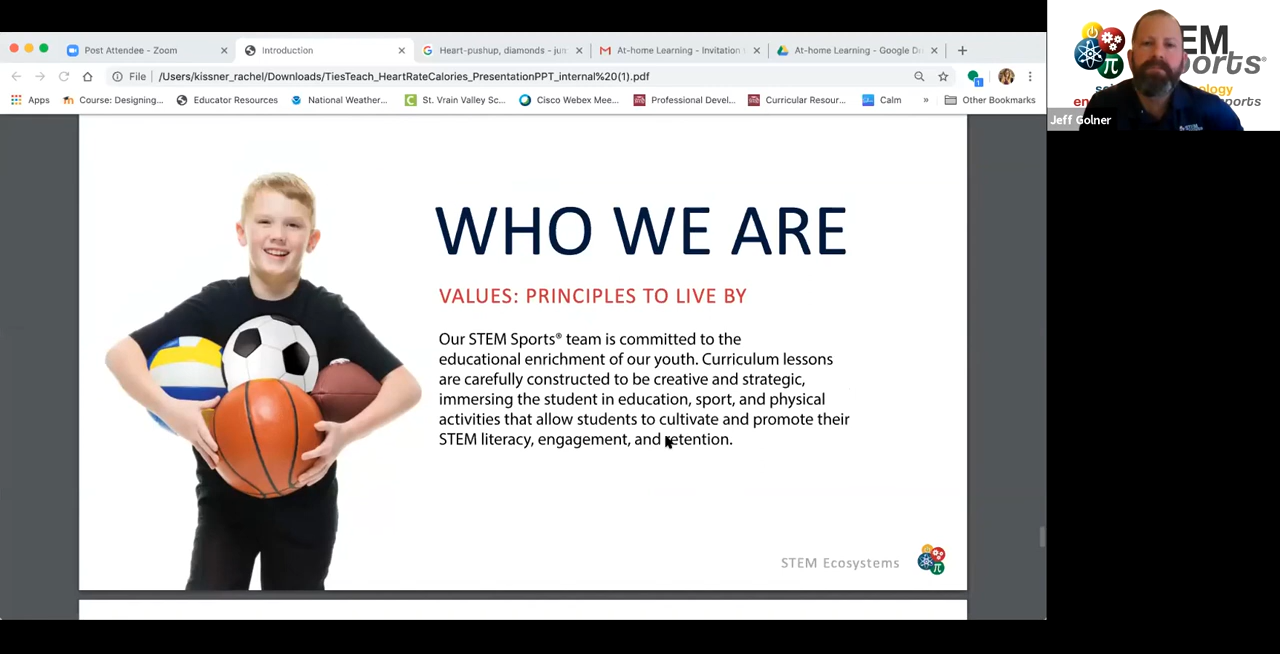 Post Attendee - Zoom
Introduction
Heart-pushup, diamonds - jum
At-home Learning - Invitation t
At-home Learning - Google Dr
File
/Users/kissner_rachel/Downloads/TiesTeach_HeartRateCalories_PresentationPPT_internal%20(1).pdf
Apps
Course: Designing...
Educator Resources
National Weather...
St. Vrain Valley Sc...
Cisco Webex Mee...
Professional Devel...
Curricular Resour...
Calm
»
Other Bookmarks
WHO WE ARE
VALUES: PRINCIPLES TO LIVE BY
Our STEM Sports® team is committed to the
educational enrichment of our youth. Curriculum lessons
are carefully constructed to be creative and strategic,
immersing the student in education, sport, and physical
activities that allow students to cultivate and promote their
STEM literacy, engagement, and retention.
STEM Ecosystems
π
Jeff Golner